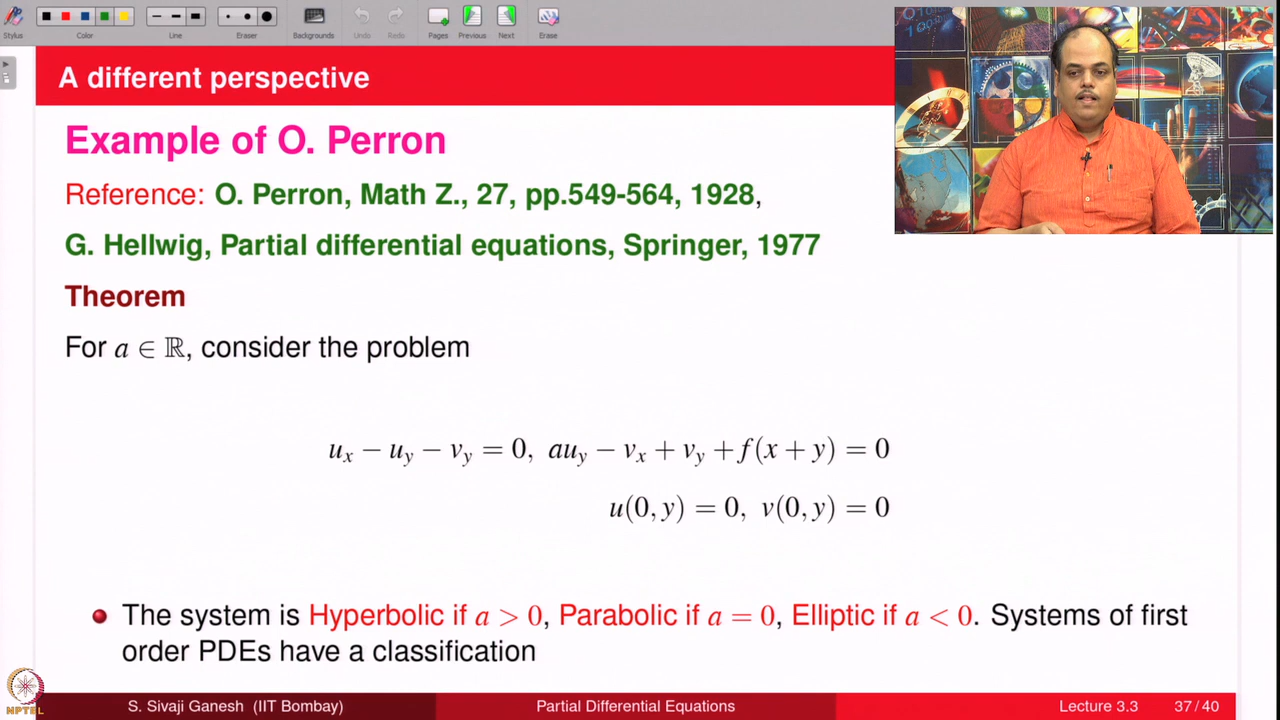 Stylus Color Line Eraser Backgrounds Undo Redo Pages Previous Next Erase
A different perspective
Example of O. Perron
Reference: O. Perron, Math Z., 27, pp.549-564, 1928,
G. Hellwig, Partial differential equations, Springer, 1977
Theorem
For a ∈ ℝ, consider the problem
u_x − u_y − v_y = 0, au_y − v_x + v_y + f(x + y) = 0
u(0, y) = 0, v(0, y) = 0
The system is Hyperbolic if a > 0, Parabolic if a = 0, Elliptic if a < 0. Systems of first
order PDEs have a classification
NPTEL
S. Sivaji Ganesh (IIT Bombay) Partial Differential Equations Lecture 3.3 37/40